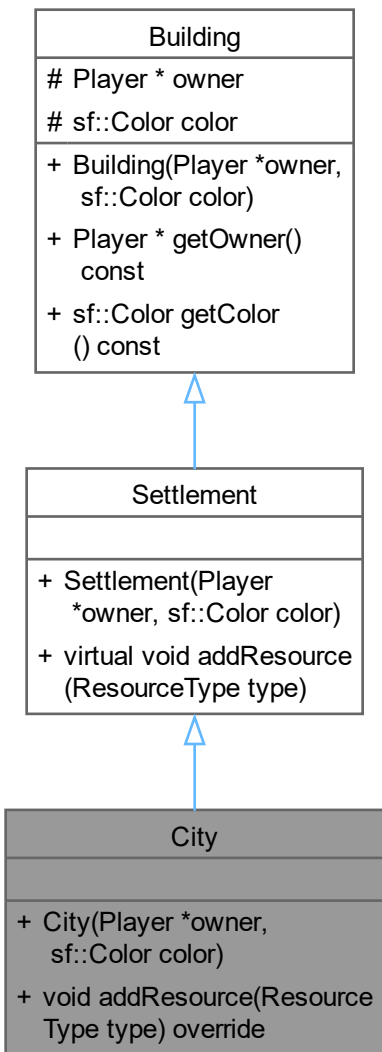 Building
# Player * owner
# sf::Color color
+ Building(Player *owner,
sf::Color color)
+ Player * getOwner()
const
+ sf::Color getColor
() const
Settlement
+ Settlement(Player
*owner, sf::Color color)
+ virtual void addResource
(ResourceType type)
City
+ City(Player *owner,
sf::Color color)
+ void addResource(Resource
Type type) override